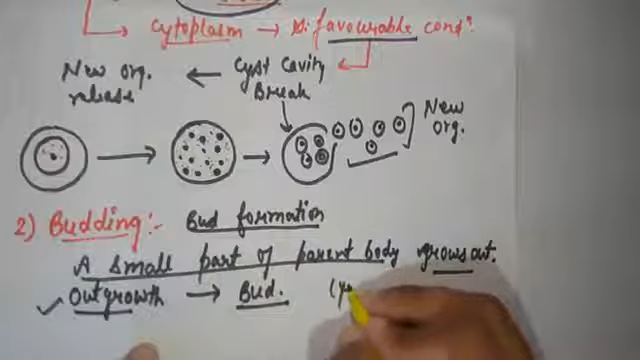 Cytoplasm → favourable condⁿ.
New org. release ← Cyst Cavity Break
New org.
2) Budding:- Bud formation
A small part of parent body grows out.
✓ Outgrowth → Bud. (y